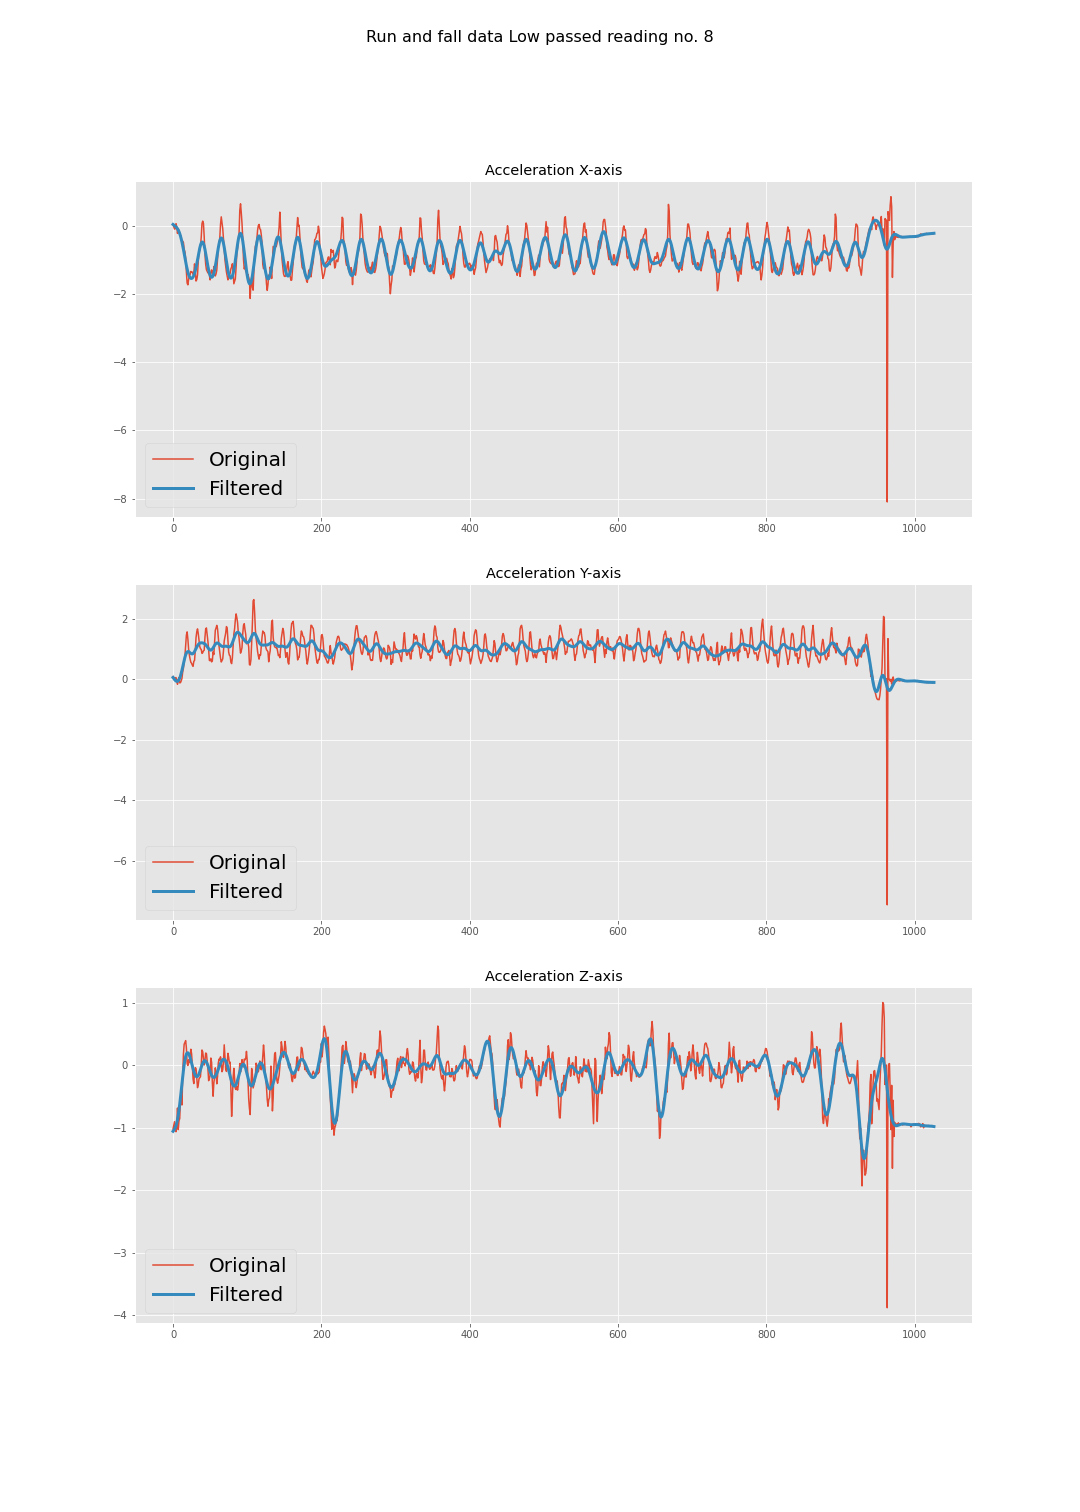 Run and fall data Low passed reading no. 8
Acceleration X-axis
0
−2
−4
−6
−8
Original
Filtered
0 200 400 600 800 1000
Acceleration Y-axis
2
0
−2
−4
−6
Original
Filtered
0 200 400 600 800 1000
Acceleration Z-axis
1
0
−1
−2
−3
−4
Original
Filtered
0 200 400 600 800 1000